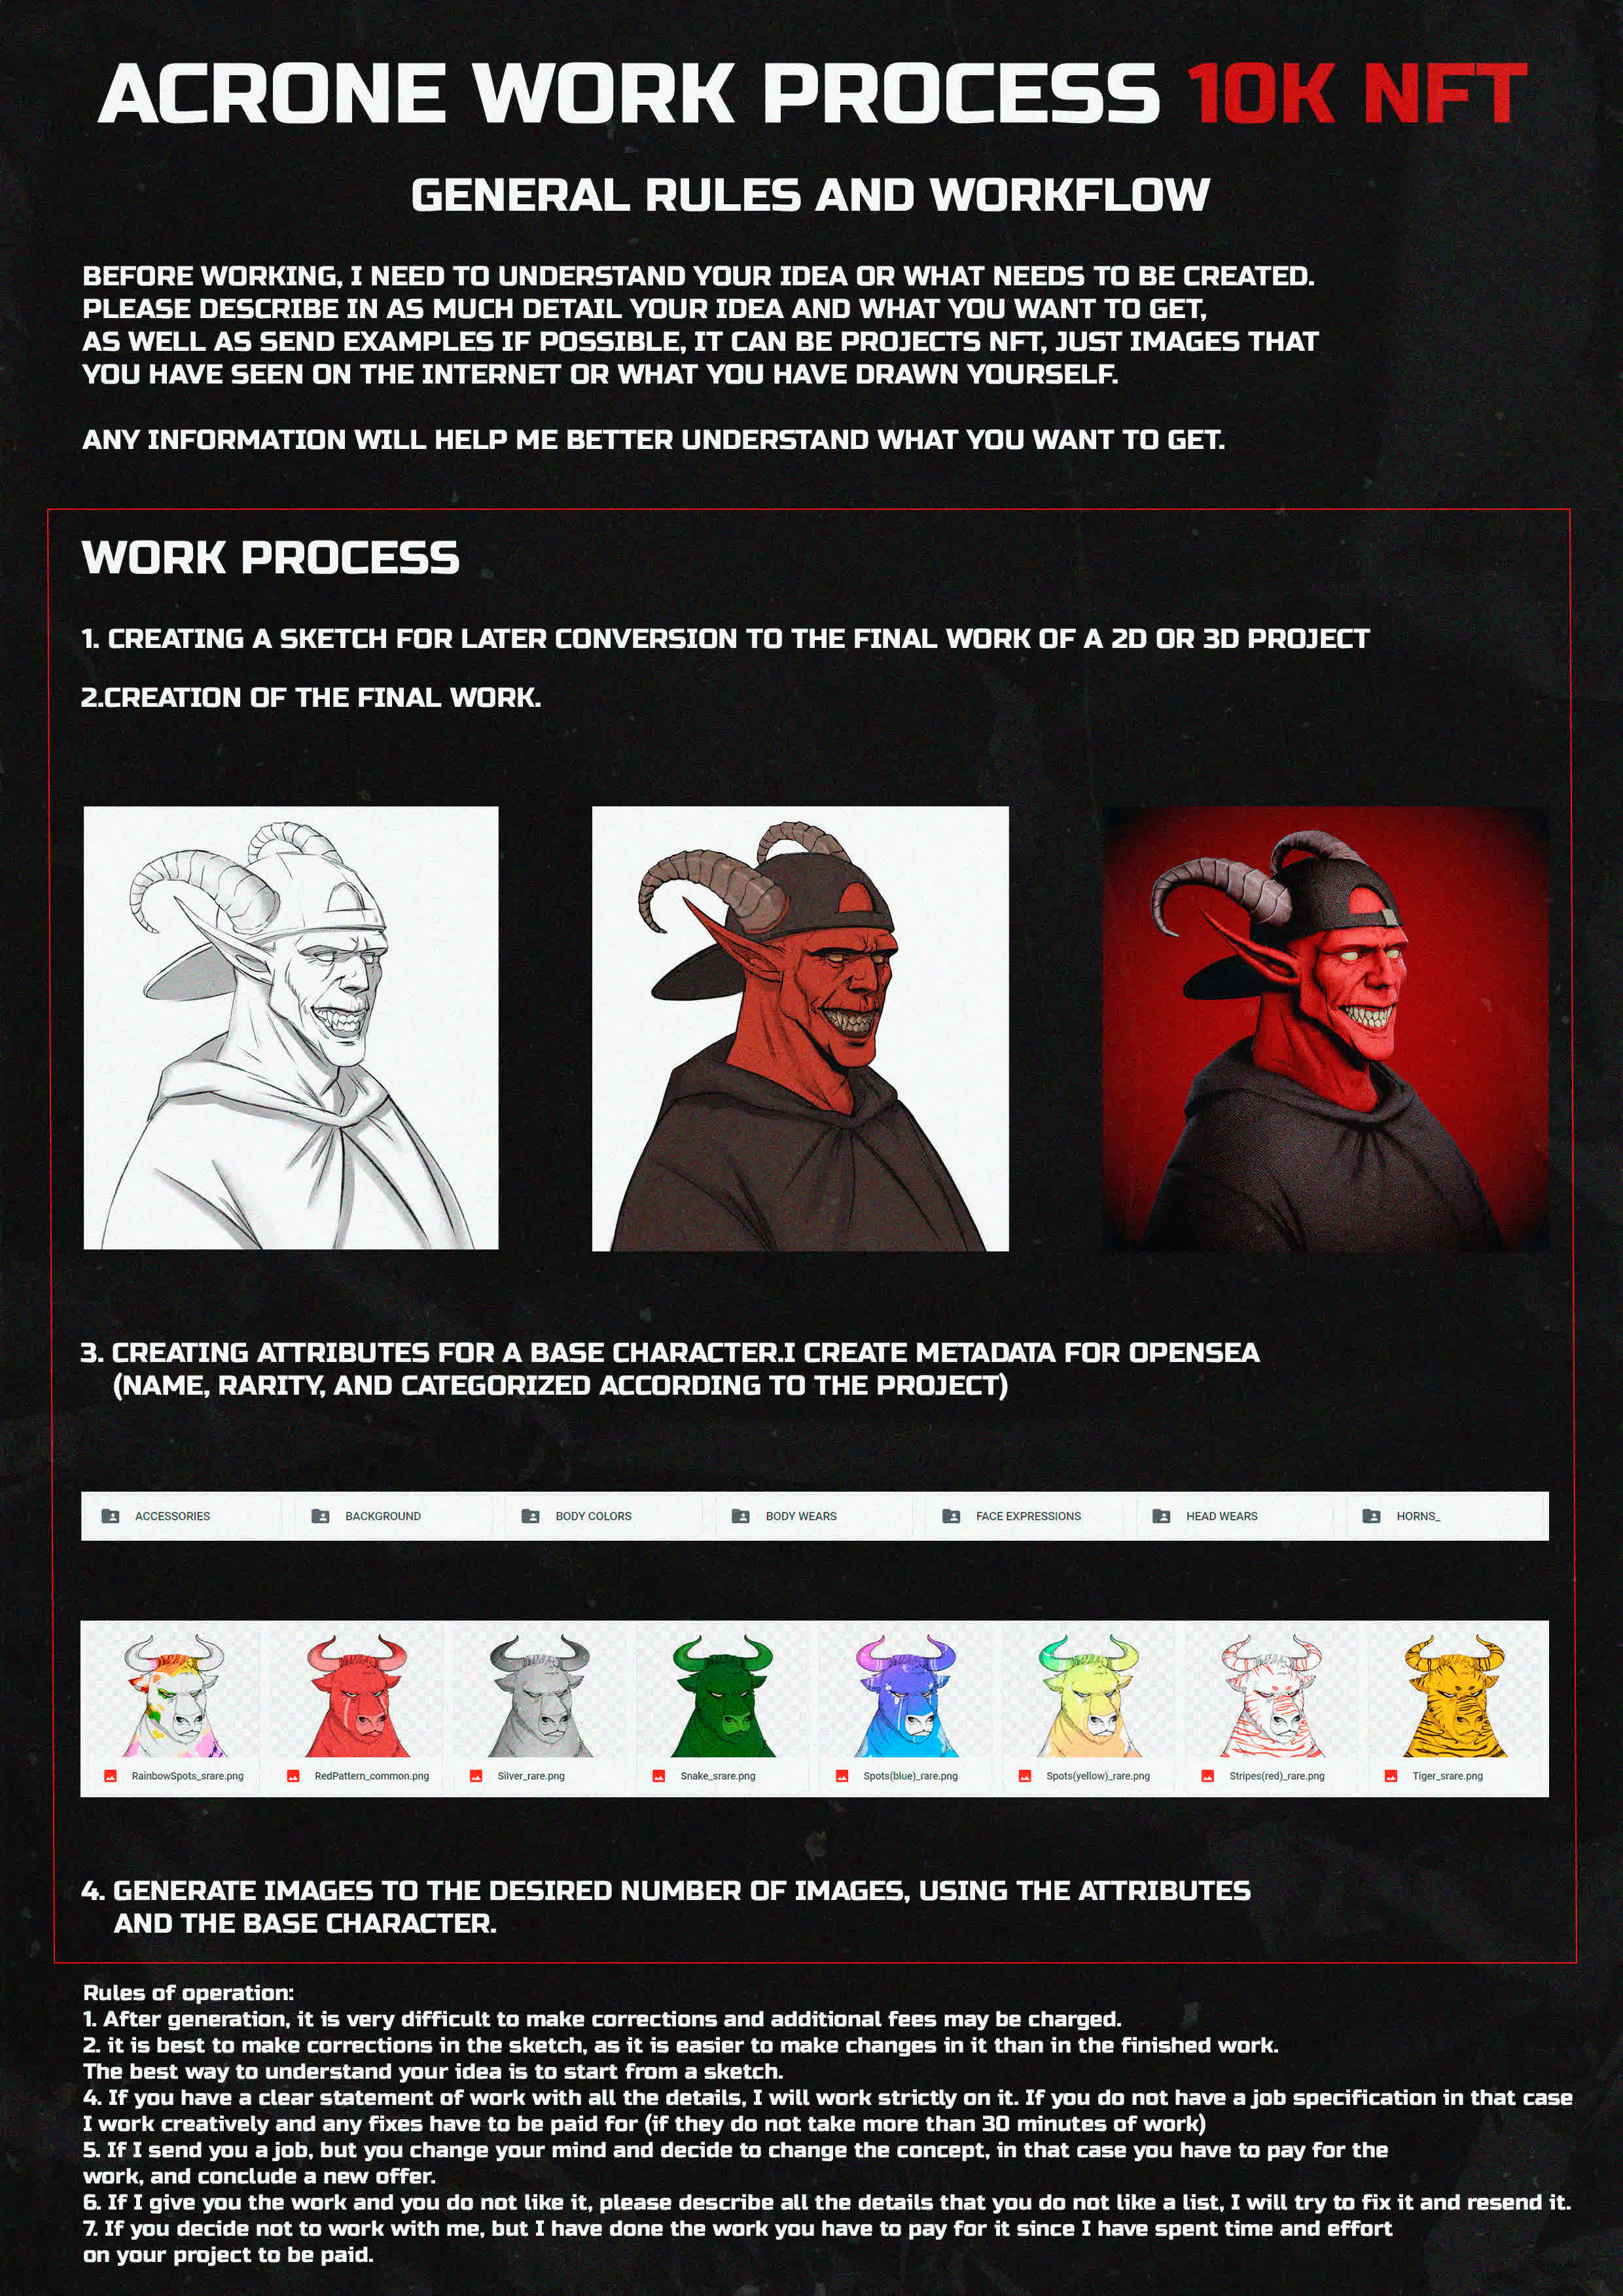 ACRONE WORK PROCESS 10K NFT
GENERAL RULES AND WORKFLOW
BEFORE WORKING, I NEED TO UNDERSTAND YOUR IDEA OR WHAT NEEDS TO BE CREATED.
PLEASE DESCRIBE IN AS MUCH DETAIL YOUR IDEA AND WHAT YOU WANT TO GET,
AS WELL AS SEND EXAMPLES IF POSSIBLE, IT CAN BE PROJECTS NFT, JUST IMAGES THAT
YOU HAVE SEEN ON THE INTERNET OR WHAT YOU HAVE DRAWN YOURSELF.
ANY INFORMATION WILL HELP ME BETTER UNDERSTAND WHAT YOU WANT TO GET.
WORK PROCESS
1. CREATING A SKETCH FOR LATER CONVERSION TO THE FINAL WORK OF A 2D OR 3D PROJECT
2.CREATION OF THE FINAL WORK.
3. CREATING ATTRIBUTES FOR A BASE CHARACTER.I CREATE METADATA FOR OPENSEA
(NAME, RARITY, AND CATEGORIZED ACCORDING TO THE PROJECT)
ACCESSORIES BACKGROUND BODY COLORS BODY WEARS FACE EXPRESSIONS HEAD WEARS HORNS_
RainbowSpots_srare.png RedPattern_common.png Silver_rare.png Snake_srare.png Spots(blue)_rare.png Spots(yellow)_rare.png Stripes(red)_rare.png Tiger_srare.png
4. GENERATE IMAGES TO THE DESIRED NUMBER OF IMAGES, USING THE ATTRIBUTES
AND THE BASE CHARACTER.
Rules of operation:
1. After generation, it is very difficult to make corrections and additional fees may be charged.
2. it is best to make corrections in the sketch, as it is easier to make changes in it than in the finished work.
The best way to understand your idea is to start from a sketch.
4. If you have a clear statement of work with all the details, I will work strictly on it. If you do not have a job specification in that case
I work creatively and any fixes have to be paid for (if they do not take more than 30 minutes of work)
5. If I send you a job, but you change your mind and decide to change the concept, in that case you have to pay for the
work, and conclude a new offer.
6. If I give you the work and you do not like it, please describe all the details that you do not like a list, I will try to fix it and resend it.
7. If you decide not to work with me, but I have done the work you have to pay for it since I have spent time and effort
on your project to be paid.